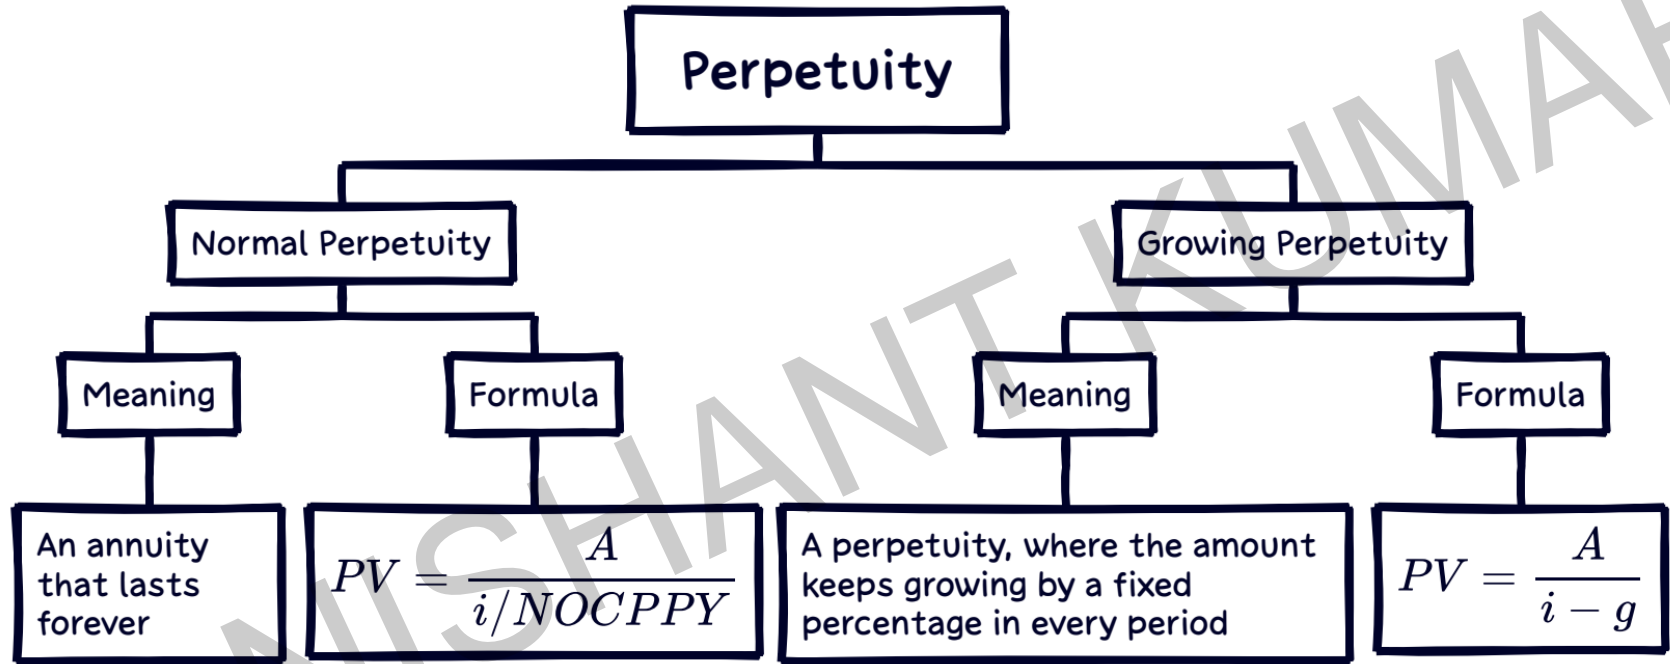 Perpetuity
Normal Perpetuity
Growing Perpetuity
Meaning
Formula
Meaning
Formula
An annuity
that lasts
forever
PV = A / (i/NOCPPY)
A perpetuity, where the amount
keeps growing by a fixed
percentage in every period
PV = A / (i − g)
NISHANT KUMAR